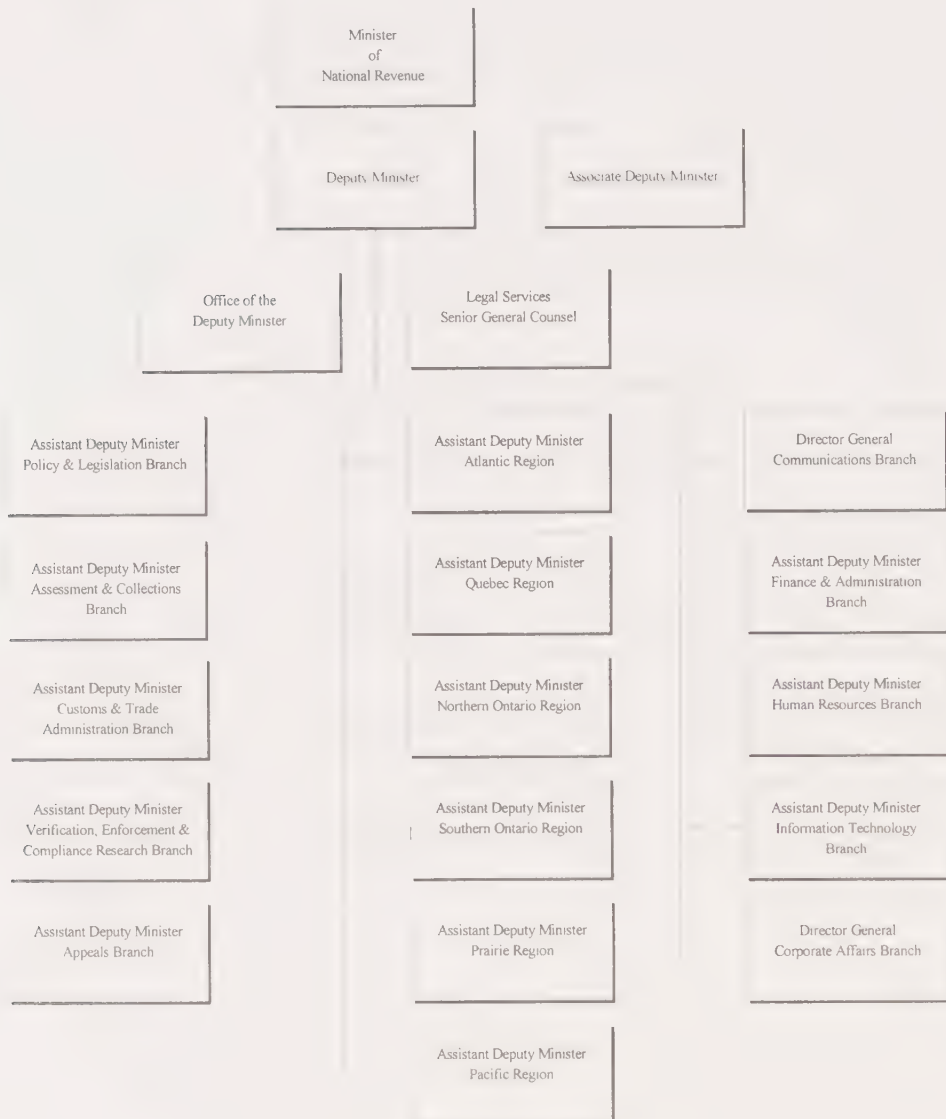 Minister
of
National Revenue
Deputy Minister
Associate Deputy Minister
Office of the
Deputy Minister
Legal Services
Senior General Counsel
Assistant Deputy Minister
Policy & Legislation Branch
Assistant Deputy Minister
Atlantic Region
Director General
Communications Branch
Assistant Deputy Minister
Assessment & Collections
Branch
Assistant Deputy Minister
Quebec Region
Assistant Deputy Minister
Finance & Administration
Branch
Assistant Deputy Minister
Customs & Trade
Administration Branch
Assistant Deputy Minister
Northern Ontario Region
Assistant Deputy Minister
Human Resources Branch
Assistant Deputy Minister
Verification, Enforcement &
Compliance Research Branch
Assistant Deputy Minister
Southern Ontario Region
Assistant Deputy Minister
Information Technology
Branch
Assistant Deputy Minister
Appeals Branch
Assistant Deputy Minister
Prairie Region
Director General
Corporate Affairs Branch
Assistant Deputy Minister
Pacific Region